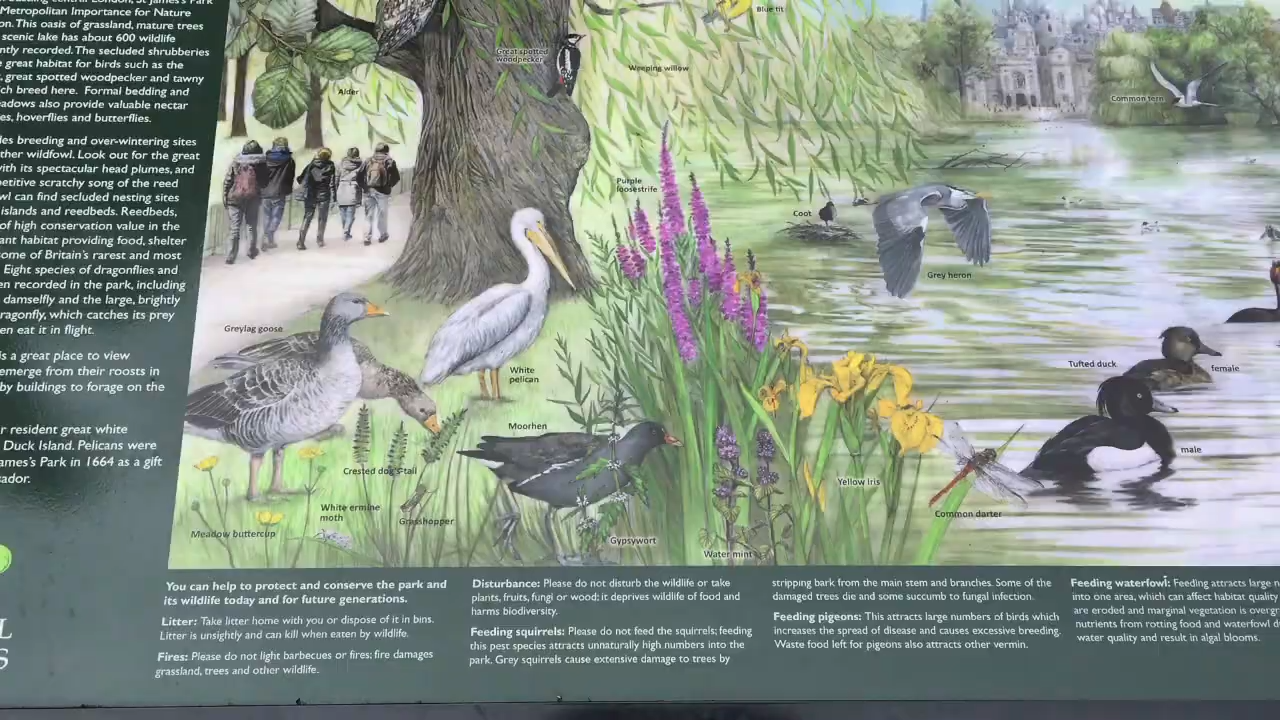 central London, St James's Park
Metropolitan Importance for Nature
on. This oasis of grassland, mature trees
scenic lake has about 600 wildlife
ntly recorded. The secluded shrubberies
great habitat for birds such as the
, great spotted woodpecker and tawny
ch breed here. Formal bedding and
eadows also provide valuable nectar
es, hoverflies and butterflies.
des breeding and over-wintering sites
ther wildfowl. Look out for the great
with its spectacular head plumes, and
petitive scratchy song of the reed
wl can find secluded nesting sites
islands and reedbeds. Reedbeds,
of high conservation value in the
ant habitat providing food, shelter
ome of Britain's rarest and most
Eight species of dragonflies and
en recorded in the park, including
damselfly and the large, brightly
ragonfly, which catches its prey
en eat it in flight.
is a great place to view
emerge from their roosts in
by buildings to forage on the
r resident great white
Duck Island. Pelicans were
ames's Park in 1664 as a gift
sador.
L
S
Blue tit
Great spotted
woodpecker
Weeping willow
Alder
Common tern
Purple
loosestrife
Coot
Grey heron
Greylag goose
White
pelican
Tufted duck
female
Moorhen
male
Crested dog's-tail
Yellow Iris
White ermine
moth
Grasshopper
Common darter
Meadow buttercup
Gypsywort
Water mint
You can help to protect and conserve the park and
its wildlife today and for future generations.
Litter: Take litter home with you or dispose of it in bins.
Litter is unsightly and can kill when eaten by wildlife.
Fires: Please do not light barbecues or fires; fire damages
grassland, trees and other wildlife.
Disturbance: Please do not disturb the wildlife or take
plants, fruits, fungi or wood; it deprives wildlife of food and
harms biodiversity.
Feeding squirrels: Please do not feed the squirrels; feeding
this pest species attracts unnaturally high numbers into the
park. Grey squirrels cause extensive damage to trees by
stripping bark from the main stem and branches. Some of the
damaged trees die and some succumb to fungal infection.
Feeding pigeons: This attracts large numbers of birds which
increases the spread of disease and causes excessive breeding.
Waste food left for pigeons also attracts other vermin.
Feeding waterfowl: Feeding attracts large n
into one area, which can affect habitat quality
are eroded and marginal vegetation is overg
nutrients from rotting food and waterfowl d
water quality and result in algal blooms.